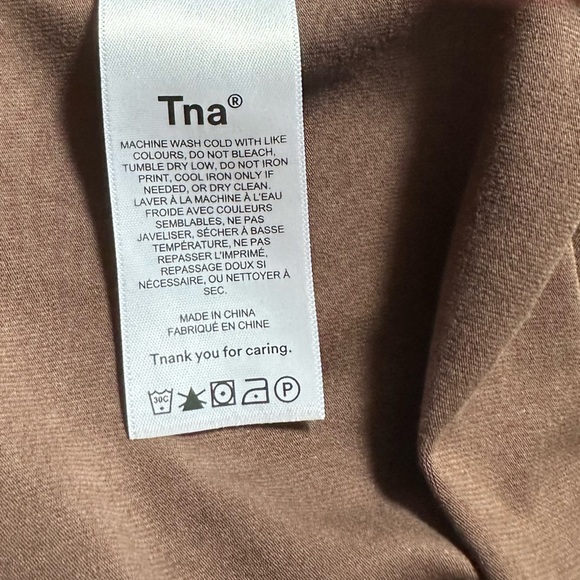 Tna®
MACHINE WASH COLD WITH LIKE
COLOURS, DO NOT BLEACH,
TUMBLE DRY LOW, DO NOT IRON
PRINT, COOL IRON ONLY IF
NEEDED, OR DRY CLEAN.
LAVER À LA MACHINE À L'EAU
FROIDE AVEC COULEURS
SEMBLABLES, NE PAS
JAVELISER, SÉCHER À BASSE
TEMPÉRATURE, NE PAS
REPASSER L'IMPRIMÉ,
REPASSAGE DOUX SI
NÉCESSAIRE, OU NETTOYER À
SEC.
MADE IN CHINA
FABRIQUÉ EN CHINE
Tnank you for caring.
30C P